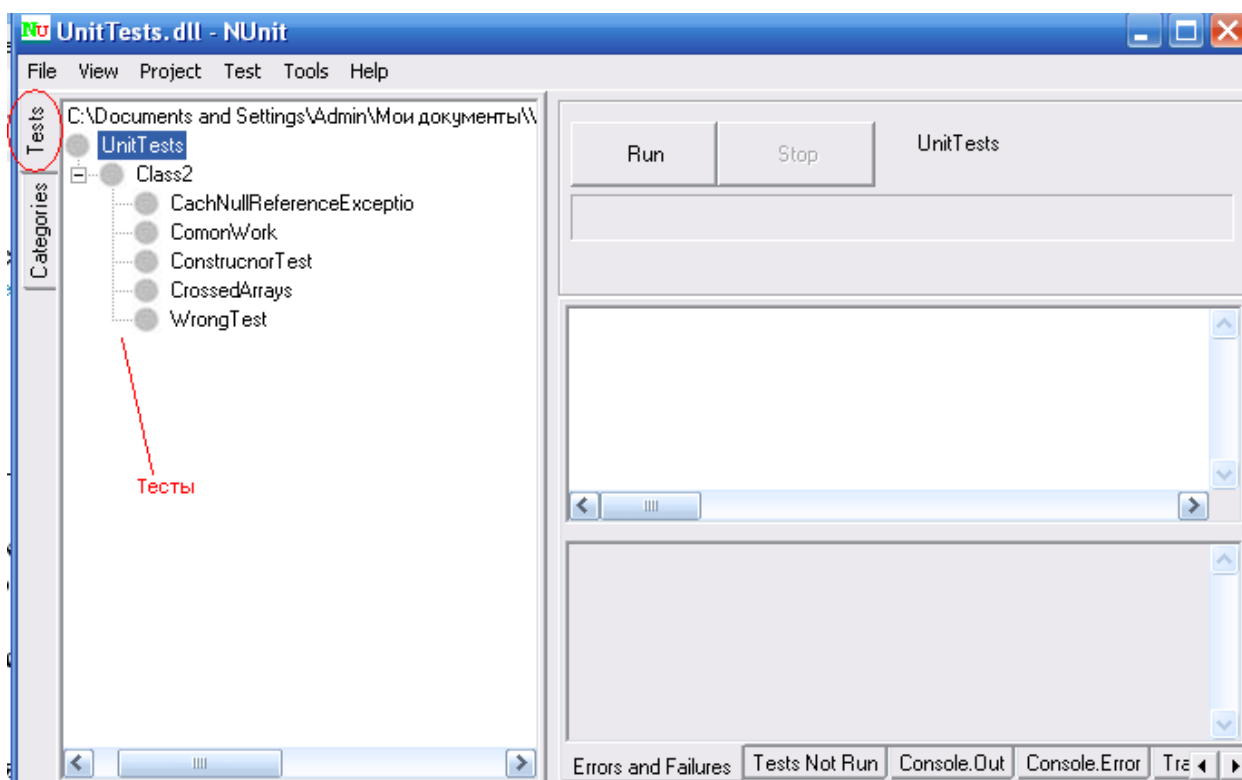 NU UnitTests.dll - NUnit
File View Project Test Tools Help
Tests
Categories
C:\Documents and Settings\Admin\Мои документы\\
UnitTests
Class2
CachNullReferenceExceptio
ComonWork
ConstrucnorTest
CrossedArrays
WrongTest
Тесты
Run Stop UnitTests
Errors and Failures Tests Not Run Console.Out Console.Error